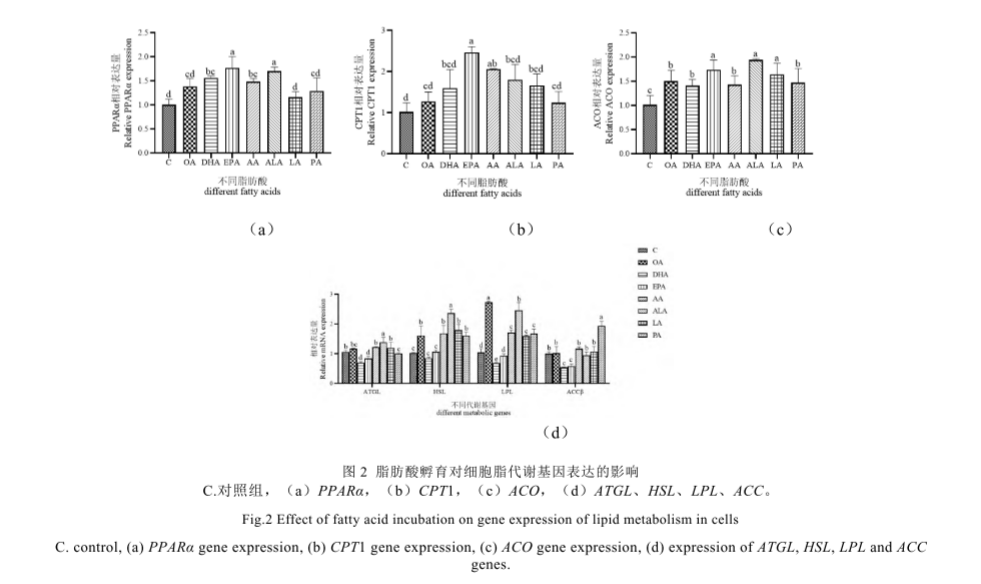 PPARα相对表达量
Relative PPARα expression
2.5
2.0
1.5
1.0
0.5
0.0
d
cd
bc
a
bc
a
d
cd
C OA DHA EPA AA ALA LA PA
不同脂肪酸
different fatty acids
(a)
CPT1相对表达量
Relative CPT1 expression
3
2
1
0
d
cd
bcd
a
ab
bcd
bcd
cd
C OA DHA EPA AA ALA LA PA
不同脂肪酸
different fatty acids
(b)
ACO相对表达量
Relative ACO expression
2.5
2.0
1.5
1.0
0.5
0.0
c
b
b
a
b
a
a
b
C OA DHA EPA AA ALA LA PA
不同脂肪酸
different fatty acids
(c)
C
OA
DHA
EPA
AA
ALA
LA
PA
相对表达量
Relative mRNA expression
3
2
1
0
ATGL HSL LPL ACCβ
不同代谢基因
different metabolic genes
(d)
图 2 脂肪酸孵育对细胞脂代谢基因表达的影响
C.对照组，（a）PPARα，（b）CPT1，（c）ACO，（d）ATGL、HSL、LPL、ACC。
Fig.2 Effect of fatty acid incubation on gene expression of lipid metabolism in cells
C. control, (a) PPARα gene expression, (b) CPT1 gene expression, (c) ACO gene expression, (d) expression of ATGL, HSL, LPL and ACC
genes.